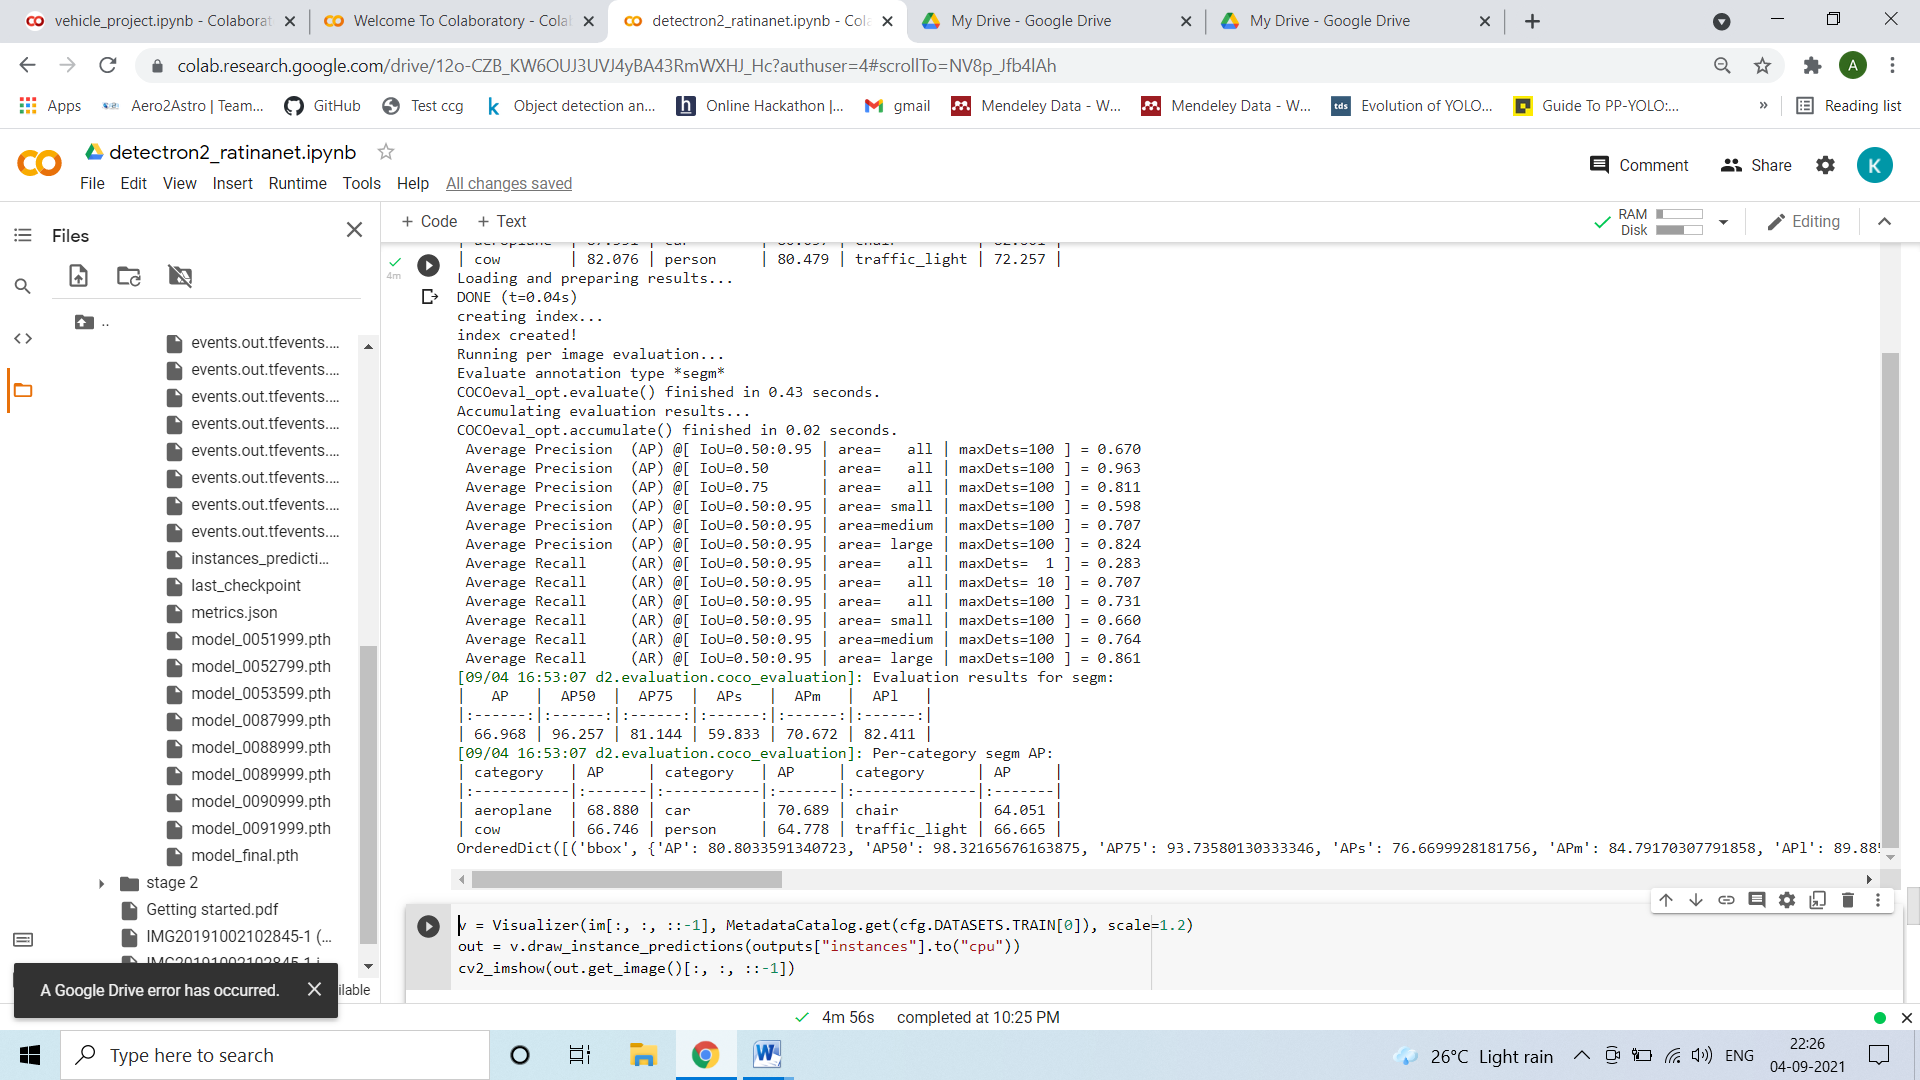 vehicle_project.ipynb - Colaborat
Welcome To Colaboratory - Cola
detectron2_ratinanet.ipynb - Cola
My Drive - Google Drive
My Drive - Google Drive
colab.research.google.com/drive/12o-CZB_KW6OUJ3UVJ4yBA43RmWXHJ_Hc?authuser=4#scrollTo=NV8p_Jfb4lAh
A
Apps
Aero2Astro | Team...
GitHub
Test ccg
Object detection an...
Online Hackathon |...
gmail
Mendeley Data - W...
Mendeley Data - W...
tds
Evolution of YOLO...
Guide To PP-YOLO:...
»
Reading list
detectron2_ratinanet.ipynb
Comment
Share
K
File Edit View Insert Runtime Tools Help All changes saved
Files
+ Code + Text
RAM
Disk
Editing
..
events.out.tfevents....
events.out.tfevents....
events.out.tfevents....
events.out.tfevents....
events.out.tfevents....
events.out.tfevents....
events.out.tfevents....
events.out.tfevents....
instances_predicti...
last_checkpoint
metrics.json
model_0051999.pth
model_0052799.pth
model_0053599.pth
model_0087999.pth
model_0088999.pth
model_0089999.pth
model_0090999.pth
model_0091999.pth
model_final.pth
stage 2
Getting started.pdf
IMG20191002102845-1 (...
ilable
A Google Drive error has occurred.
4m
| cow | 82.076 | person | 80.479 | traffic_light | 72.257 |
Loading and preparing results...
DONE (t=0.04s)
creating index...
index created!
Running per image evaluation...
Evaluate annotation type *segm*
COCOeval_opt.evaluate() finished in 0.43 seconds.
Accumulating evaluation results...
COCOeval_opt.accumulate() finished in 0.02 seconds.
Average Precision (AP) @[ IoU=0.50:0.95 | area= all | maxDets=100 ] = 0.670
Average Precision (AP) @[ IoU=0.50 | area= all | maxDets=100 ] = 0.963
Average Precision (AP) @[ IoU=0.75 | area= all | maxDets=100 ] = 0.811
Average Precision (AP) @[ IoU=0.50:0.95 | area= small | maxDets=100 ] = 0.598
Average Precision (AP) @[ IoU=0.50:0.95 | area=medium | maxDets=100 ] = 0.707
Average Precision (AP) @[ IoU=0.50:0.95 | area= large | maxDets=100 ] = 0.824
Average Recall (AR) @[ IoU=0.50:0.95 | area= all | maxDets= 1 ] = 0.283
Average Recall (AR) @[ IoU=0.50:0.95 | area= all | maxDets= 10 ] = 0.707
Average Recall (AR) @[ IoU=0.50:0.95 | area= all | maxDets=100 ] = 0.731
Average Recall (AR) @[ IoU=0.50:0.95 | area= small | maxDets=100 ] = 0.660
Average Recall (AR) @[ IoU=0.50:0.95 | area=medium | maxDets=100 ] = 0.764
Average Recall (AR) @[ IoU=0.50:0.95 | area= large | maxDets=100 ] = 0.861
[09/04 16:53:07 d2.evaluation.coco_evaluation]: Evaluation results for segm:
| AP | AP50 | AP75 | APs | APm | APl |
|:------:|:------:|:------:|:------:|:------:|:------:|
| 66.968 | 96.257 | 81.144 | 59.833 | 70.672 | 82.411 |
[09/04 16:53:07 d2.evaluation.coco_evaluation]: Per-category segm AP:
| category | AP | category | AP | category | AP |
|:-----------|:-------|:-----------|:-------|:--------------|:-------|
| aeroplane | 68.880 | car | 70.689 | chair | 64.051 |
| cow | 66.746 | person | 64.778 | traffic_light | 66.665 |
OrderedDict([('bbox', {'AP': 80.8033591340723, 'AP50': 98.32165676163875, 'AP75': 93.73580130333346, 'APs': 76.6699928181756, 'APm': 84.79170307791858, 'APl': 89.88
v = Visualizer(im[:, :, ::-1], MetadataCatalog.get(cfg.DATASETS.TRAIN[0]), scale=1.2)
out = v.draw_instance_predictions(outputs["instances"].to("cpu"))
cv2_imshow(out.get_image()[:, :, ::-1])
4m 56s completed at 10:25 PM
Type here to search
26°C Light rain
ENG
22:26
04-09-2021